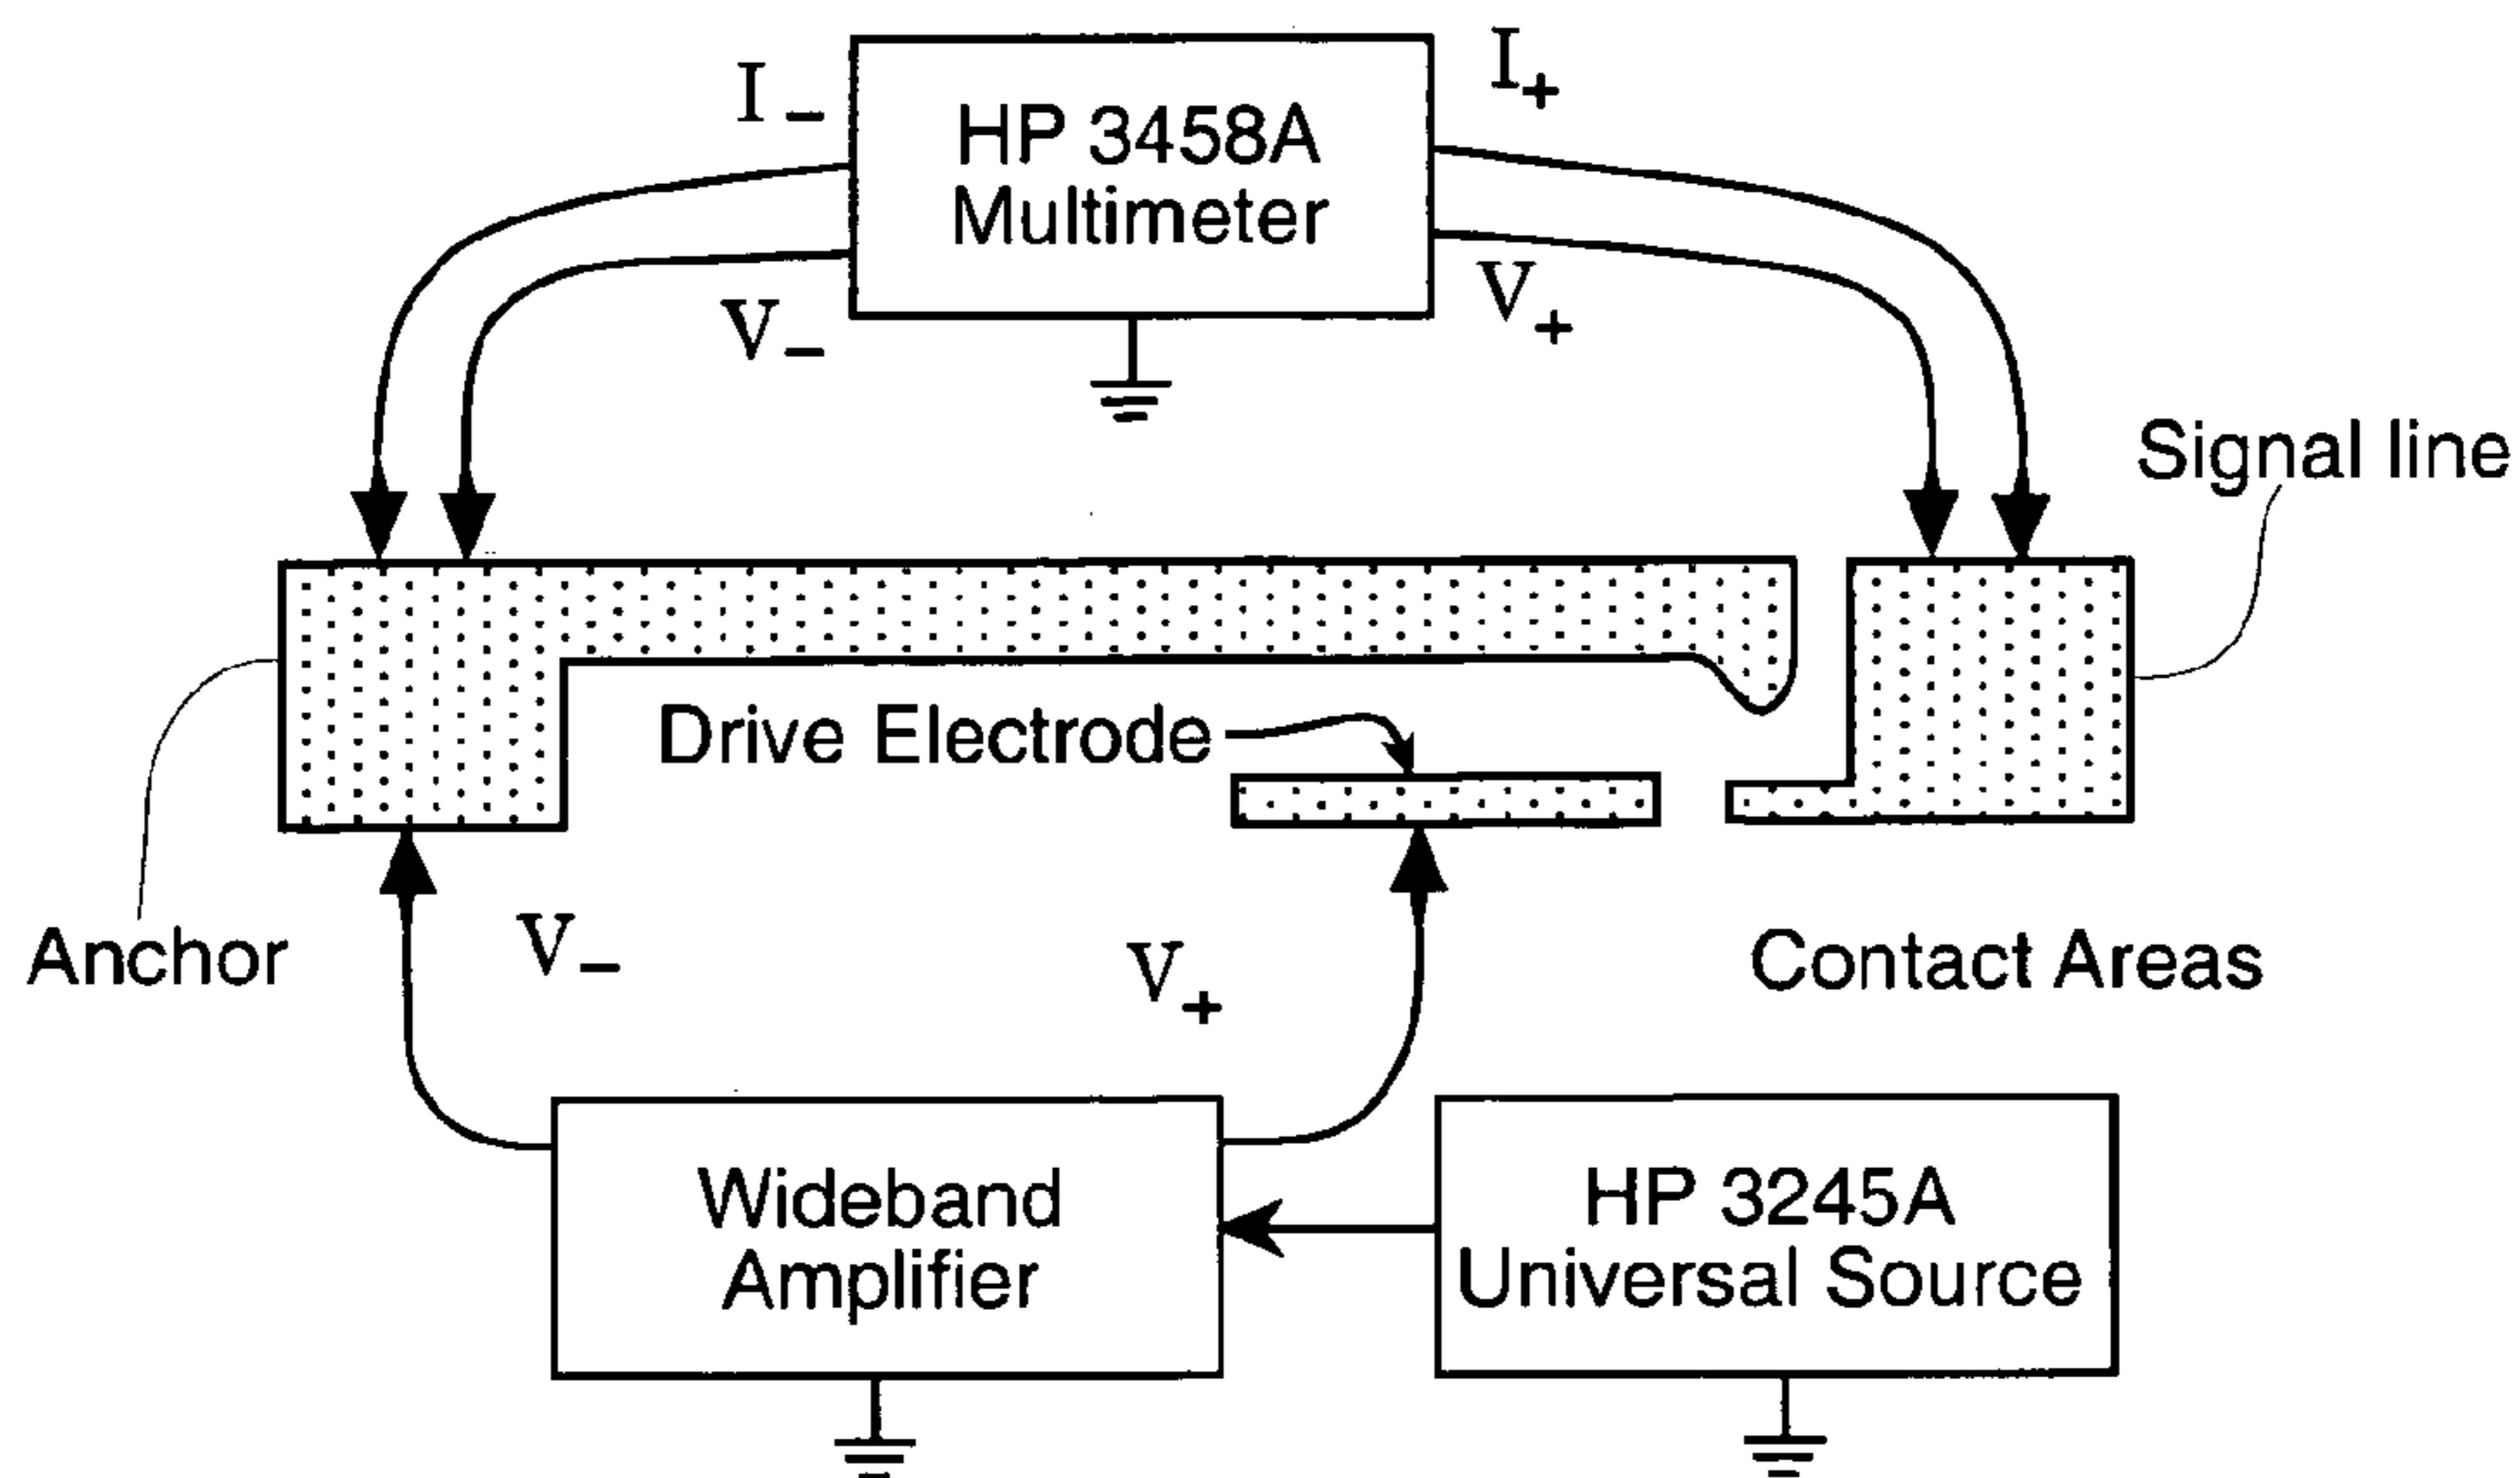 I−
HP 3458A
Multimeter
I+
V−
V+
Signal line
Drive Electrode
Anchor
V−
V+
Contact Areas
Wideband
Amplifier
HP 3245A
Universal Source